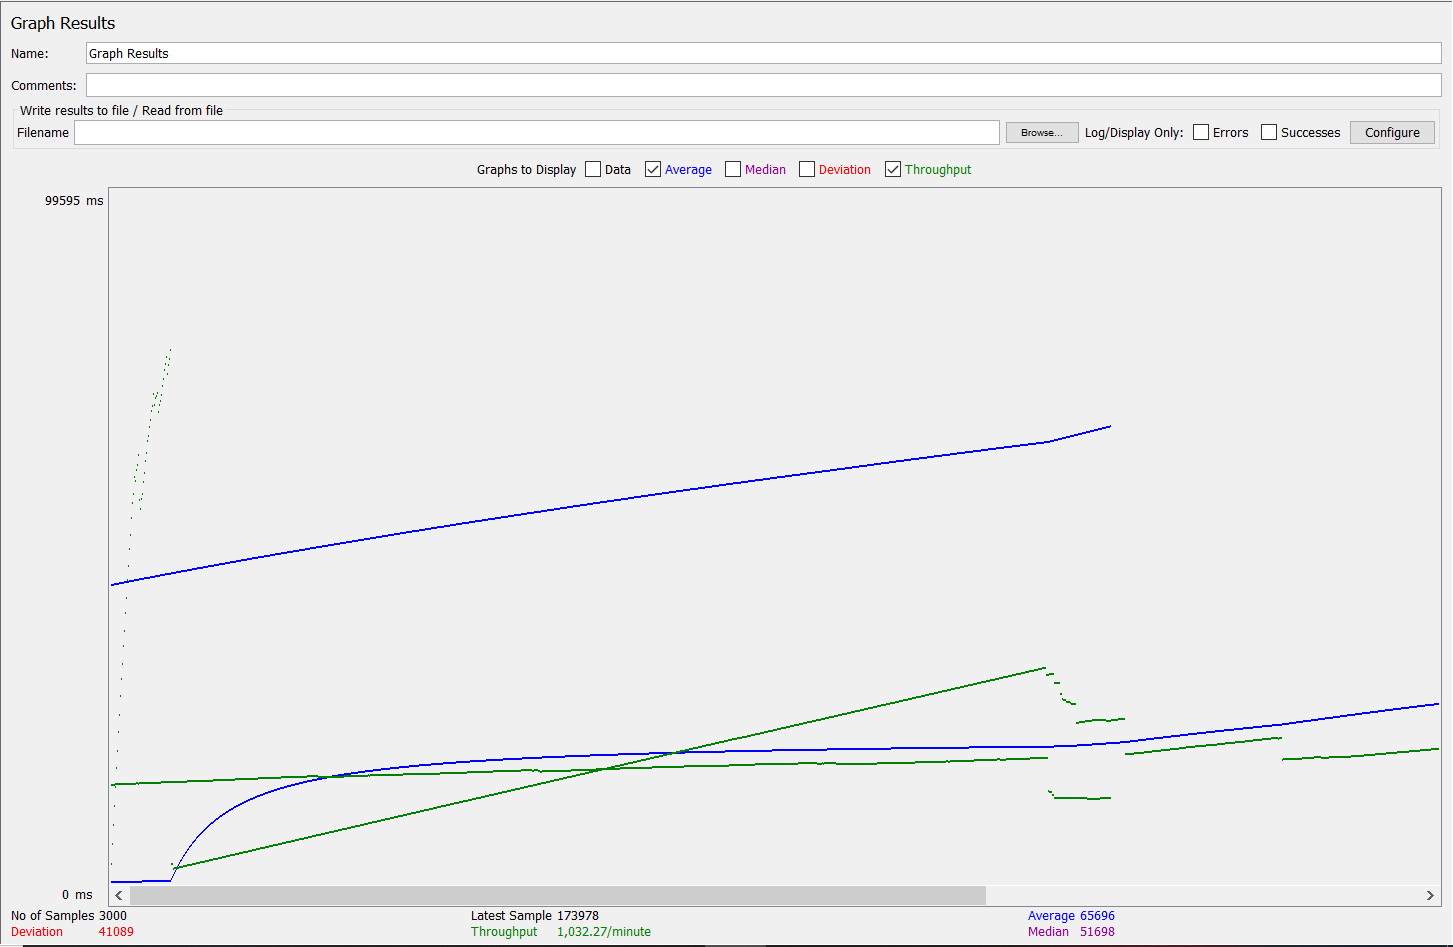 Graph Results
Name: Graph Results
Comments:
Write results to file / Read from file
Filename Browse... Log/Display Only: Errors Successes Configure
Graphs to Display Data Average Median Deviation Throughput
99595 ms
0 ms
No of Samples 3000 Latest Sample 173978 Average 65696
Deviation 41089 Throughput 1,032.27/minute Median 51698